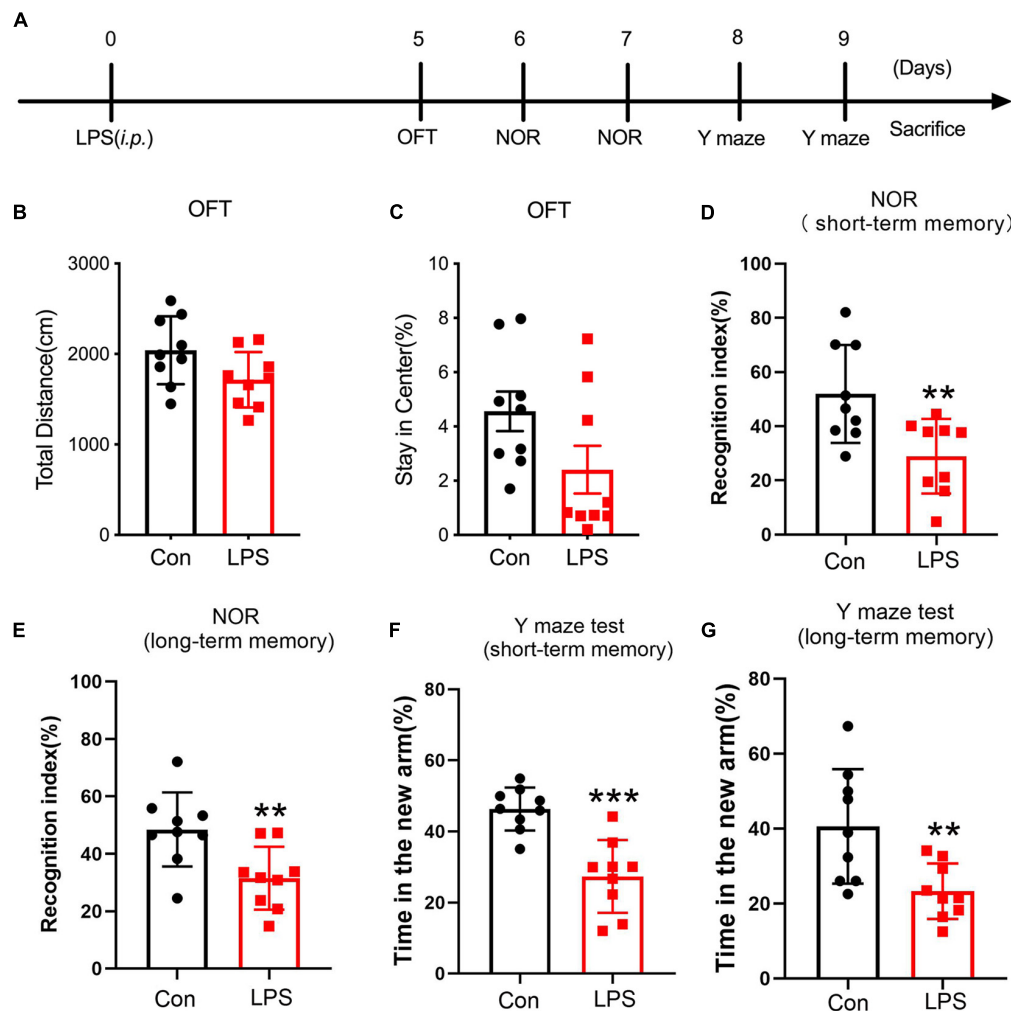 A
0 5 6 7 8 9
(Days)
LPS(i.p.) OFT NOR NOR Y maze Y maze Sacrifice
B
OFT
Total Distance(cm)
3000
2000
1000
0
Con LPS
C
OFT
Stay in Center(%)
10
8
6
4
2
0
Con LPS
D
NOR
( short-term memory)
Recognition index(%)
100
80
60
40
20
0
**
Con LPS
E
NOR
(long-term memory)
Recognition index(%)
100
80
60
40
20
0
**
Con LPS
F
Y maze test
(short-term memory)
Time in the new arm(%)
80
60
40
20
0
***
Con LPS
G
Y maze test
(long-term memory)
Time in the new arm(%)
80
60
40
20
0
**
Con LPS